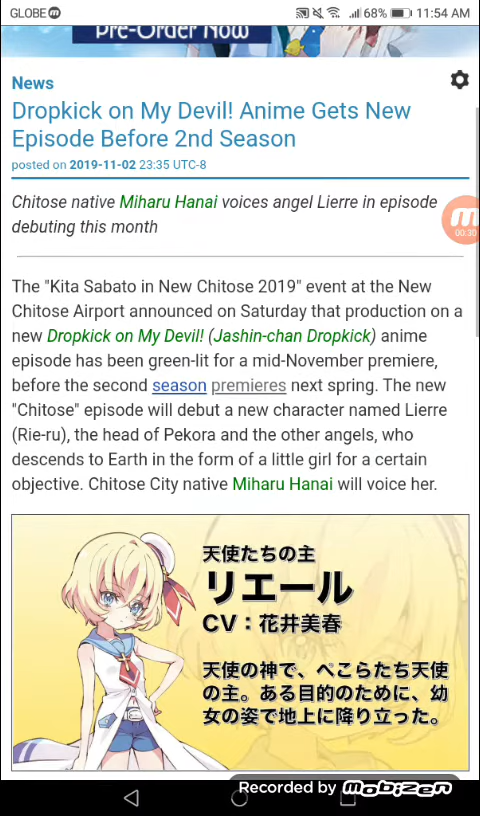 GLOBE
68%
11:54 AM
Pre-Order Now
News
Dropkick on My Devil! Anime Gets New
Episode Before 2nd Season
posted on 2019-11-02 23:35 UTC-8
Chitose native Miharu Hanai voices angel Lierre in episode
debuting this month
00:30
The "Kita Sabato in New Chitose 2019" event at the New
Chitose Airport announced on Saturday that production on a
new Dropkick on My Devil! (Jashin-chan Dropkick) anime
episode has been green-lit for a mid-November premiere,
before the second season premieres next spring. The new
"Chitose" episode will debut a new character named Lierre
(Rie-ru), the head of Pekora and the other angels, who
descends to Earth in the form of a little girl for a certain
objective. Chitose City native Miharu Hanai will voice her.
天使たちの主
リエール
CV：花井美春
天使の神で、ぺこらたち天使
の主。ある目的のために、幼
女の姿で地上に降り立った。
Recorded by Mobizen